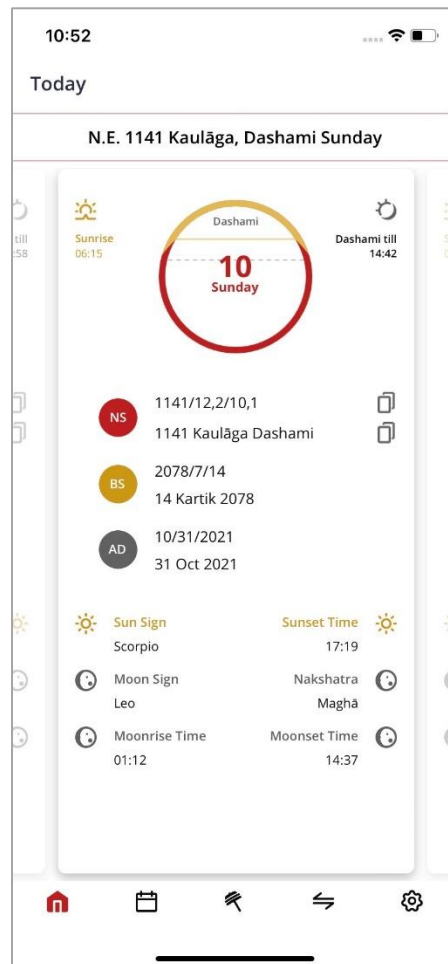 10:52
Today
N.E. 1141 Kaulāga, Dashami Sunday
till
:58
Sunrise
06:15
Dashami
10
Sunday
Dashami till
14:42
NS
1141/12,2/10,1
1141 Kaulāga Dashami
BS
2078/7/14
14 Kartik 2078
AD
10/31/2021
31 Oct 2021
Sun Sign
Scorpio
Sunset Time
17:19
Moon Sign
Leo
Nakshatra
Maghā
Moonrise Time
01:12
Moonset Time
14:37